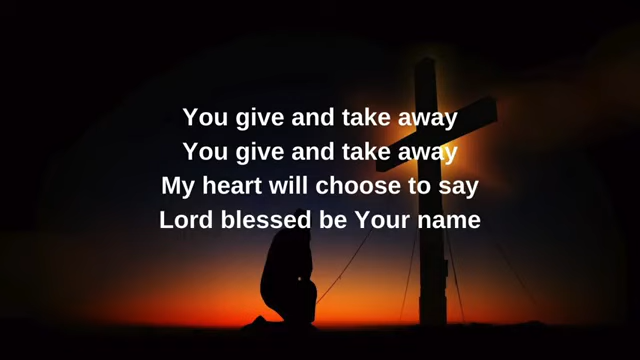 You give and take away
You give and take away
My heart will choose to say
Lord blessed be Your name